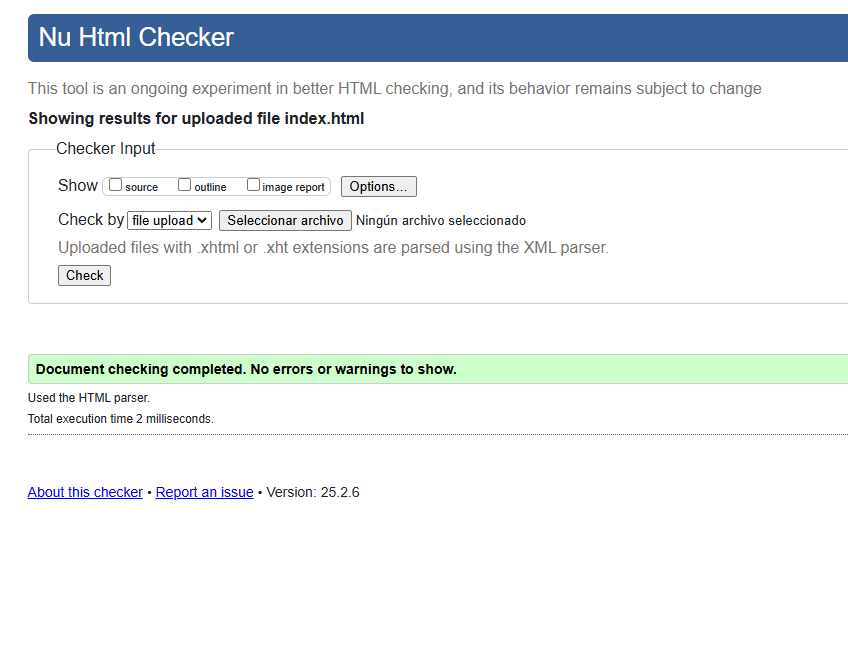 Nu Html Checker
This tool is an ongoing experiment in better HTML checking, and its behavior remains subject to change
Showing results for uploaded file index.html
Checker Input
Show source outline image report Options...
Check by file upload Seleccionar archivo Ningún archivo seleccionado
Uploaded files with .xhtml or .xht extensions are parsed using the XML parser.
Check
Document checking completed. No errors or warnings to show.
Used the HTML parser.
Total execution time 2 milliseconds.
About this checker • Report an issue • Version: 25.2.6